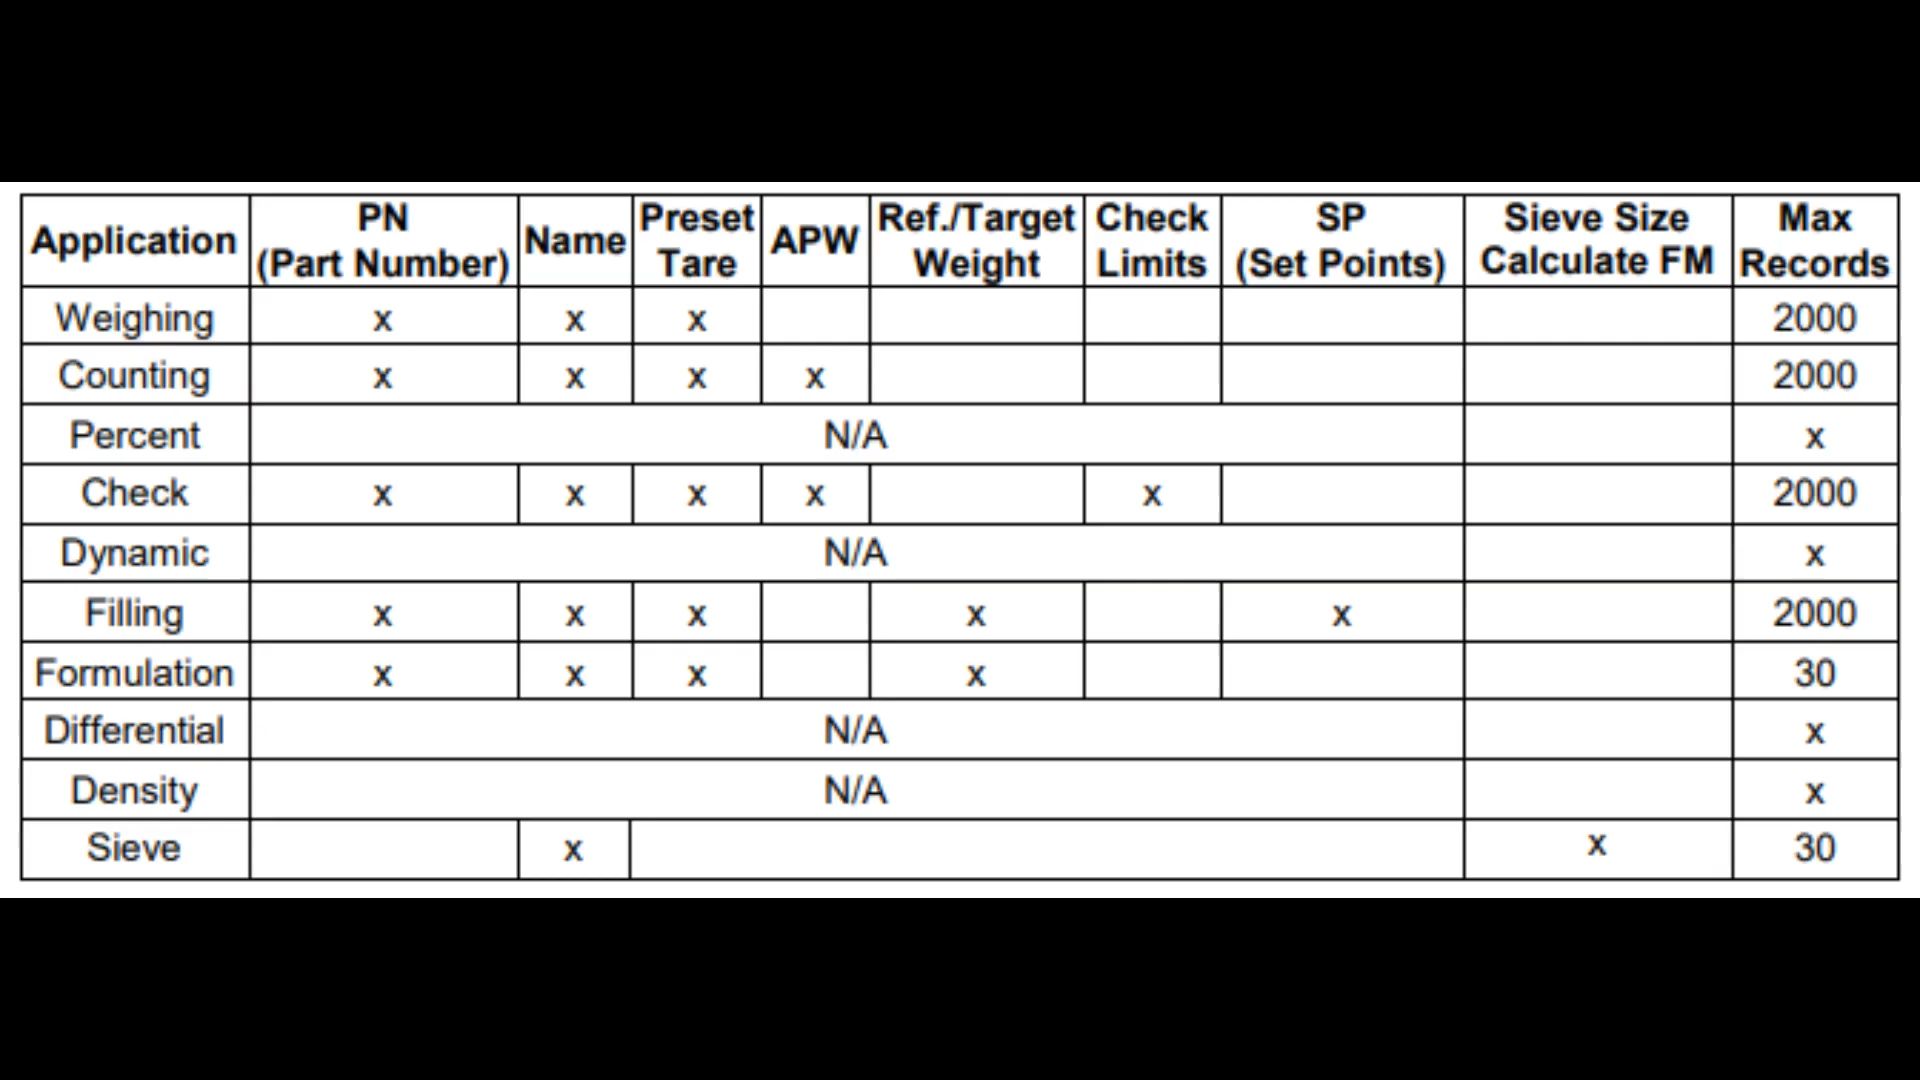 Application PN (Part Number) Name Preset Tare APW Ref./Target Weight Check Limits SP (Set Points) Sieve Size Calculate FM Max Records
Weighing x x x 2000
Counting x x x x 2000
Percent N/A x
Check x x x x x 2000
Dynamic N/A x
Filling x x x x x 2000
Formulation x x x x 30
Differential N/A x
Density N/A x
Sieve x x 30